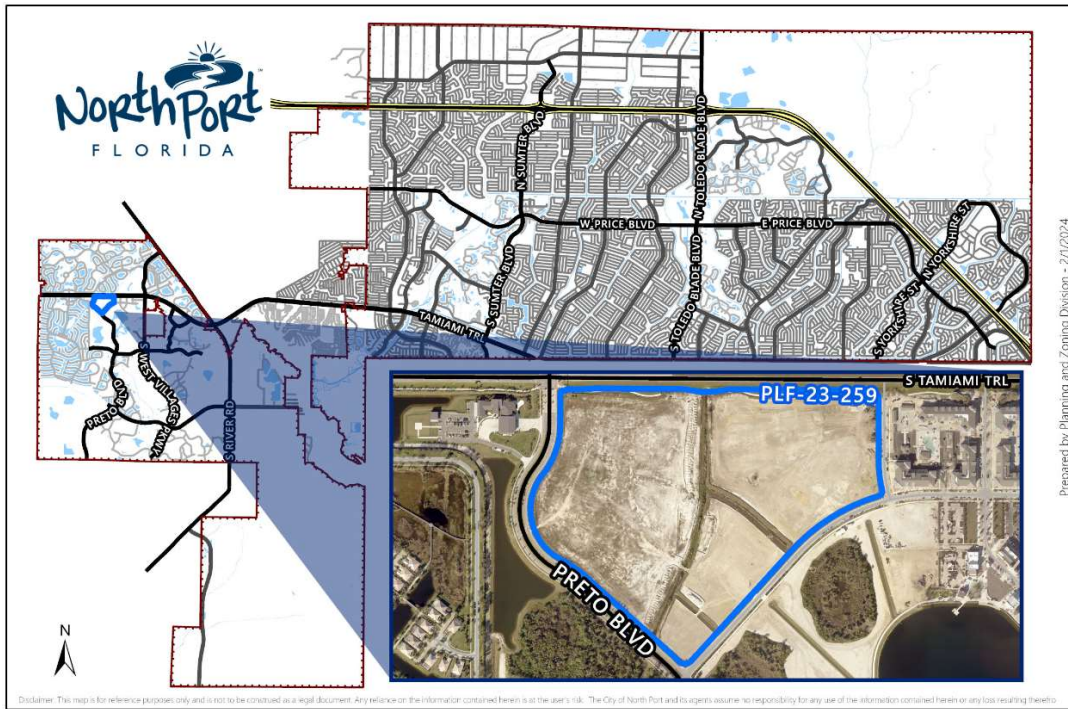 North Port
FLORIDA
N SUMTER BLVD
N TOLEDO BLADE BLVD
W PRICE BLVD
E PRICE BLVD
N YORKSHIRE ST
S SUMTER BLVD
S TOLEDO BLADE BLVD
S YORKSHIRE ST
TAMIAMI TRL
S WEST VILLAGES PKWY
PRETO BLVD
S RIVER RD
S TAMIAMI TRL
PLF-23-259
PRETO BLVD
N
Prepared by Planning and Zoning Division - 2/1/2024
Disclaimer: This map is for reference purposes only and is not to be construed as a legal document. Any reliance on the information contained herein is at the user's risk. The City of North Port and its agents assume no responsibility for any use of the information contained herein or any loss resulting therefro